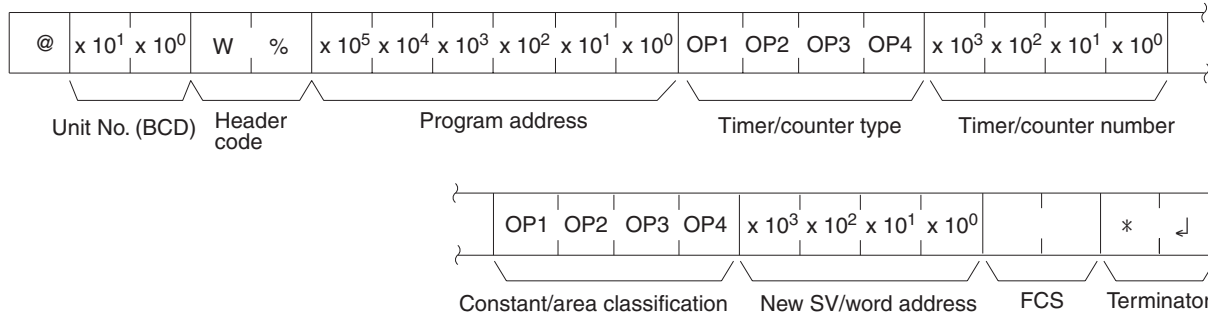 @ x 10¹ x 10⁰ W % x 10⁵ x 10⁴ x 10³ x 10² x 10¹ x 10⁰ OP1 OP2 OP3 OP4 x 10³ x 10² x 10¹ x 10⁰
Unit No. (BCD) Header code Program address Timer/counter type Timer/counter number
OP1 OP2 OP3 OP4 x 10³ x 10² x 10¹ x 10⁰ * ↲
Constant/area classification New SV/word address FCS Terminator